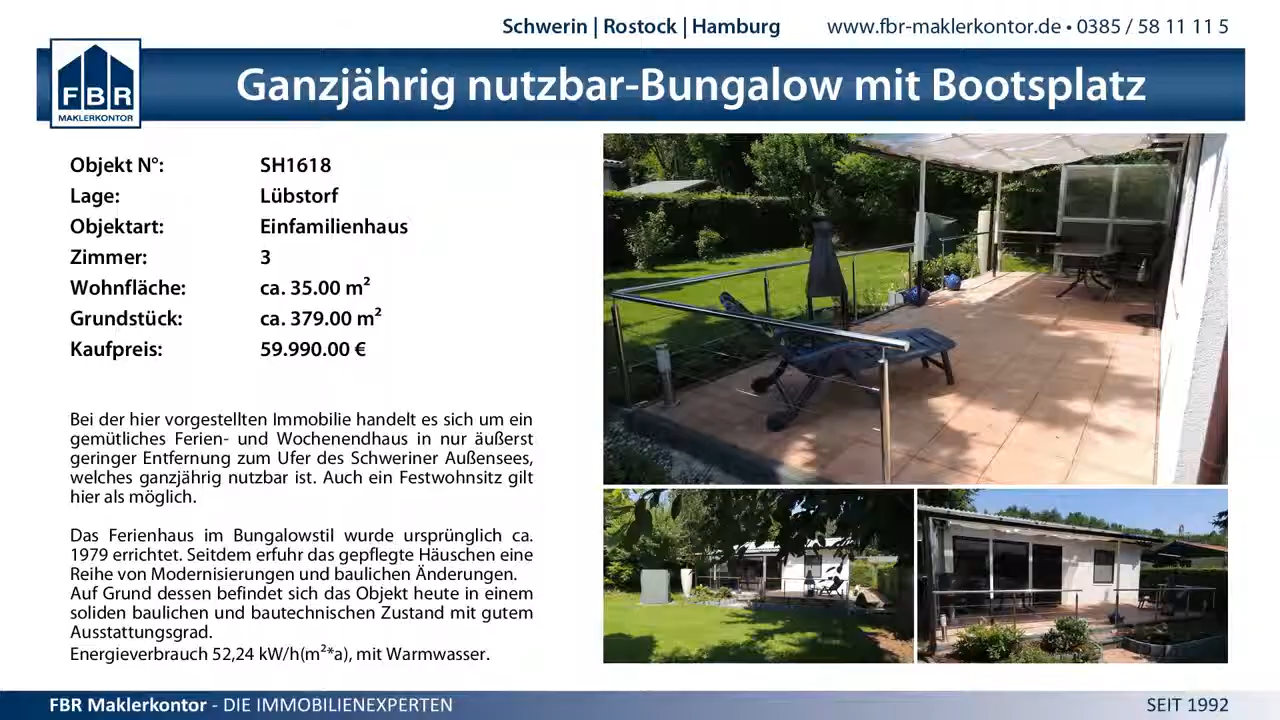 Schwerin | Rostock | Hamburg www.fbr-maklerkontor.de • 0385 / 58 11 11 5
FBR
MAKLERKONTOR
Ganzjährig nutzbar-Bungalow mit Bootsplatz
Objekt N°: SH1618
Lage: Lübstorf
Objektart: Einfamilienhaus
Zimmer: 3
Wohnfläche: ca. 35.00 m²
Grundstück: ca. 379.00 m²
Kaufpreis: 59.990.00 €
Bei der hier vorgestellten Immobilie handelt es sich um ein
gemütliches Ferien- und Wochenendhaus in nur äußerst
geringer Entfernung zum Ufer des Schweriner Außensees,
welches ganzjährig nutzbar ist. Auch ein Festwohnsitz gilt
hier als möglich.
Das Ferienhaus im Bungalowstil wurde ursprünglich ca.
1979 errichtet. Seitdem erfuhr das gepflegte Häuschen eine
Reihe von Modernisierungen und baulichen Änderungen.
Auf Grund dessen befindet sich das Objekt heute in einem
soliden baulichen und bautechnischen Zustand mit gutem
Ausstattungsgrad.
Energieverbrauch 52,24 kW/h(m²*a), mit Warmwasser.
FBR Maklerkontor - DIE IMMOBILIENEXPERTEN SEIT 1992